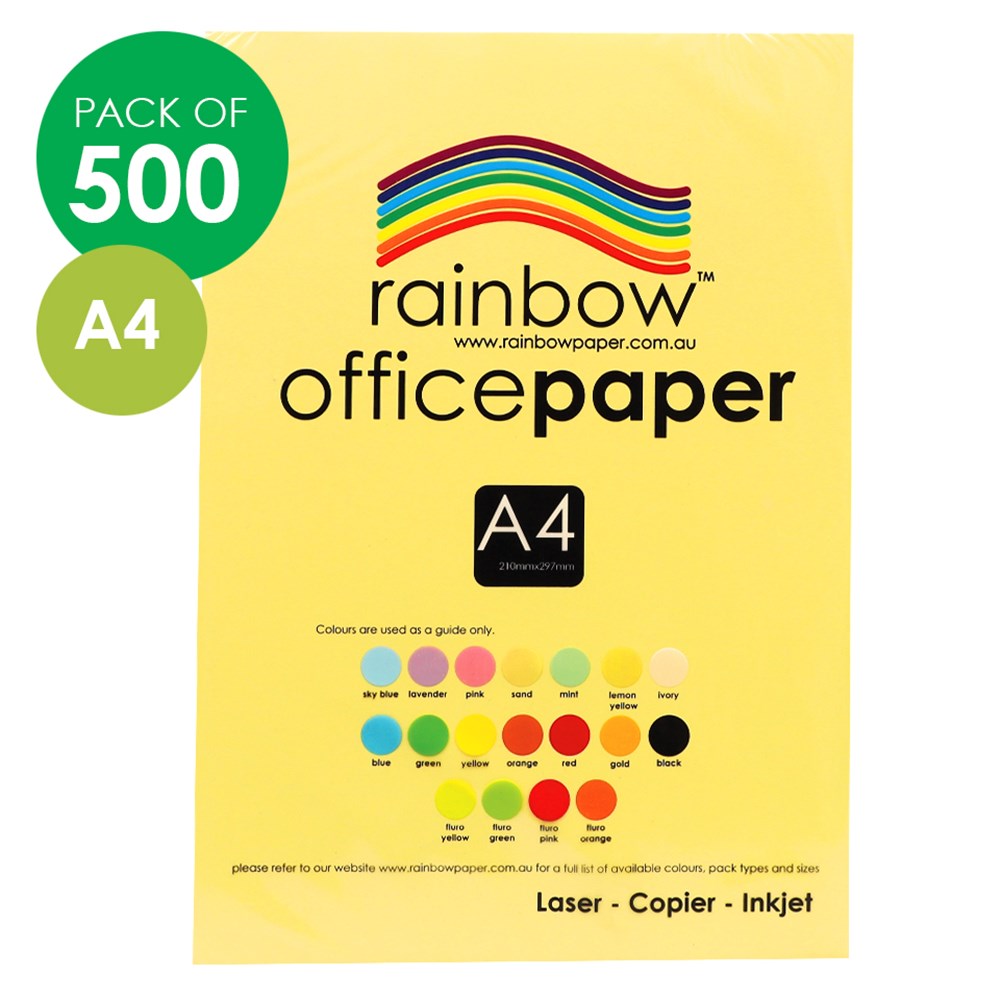 PACK OF
500
A4
rainbow™
www.rainbowpaper.com.au
officepaper
A4
210mmx297mm
Colours are used as a guide only.
sky blue lavender pink sand mint lemon yellow ivory
blue green yellow orange red gold black
fluro yellow fluro green fluro pink fluro orange
please refer to our website www.rainbowpaper.com.au for a full list of available colours, pack types and sizes
Laser - Copier - Inkjet